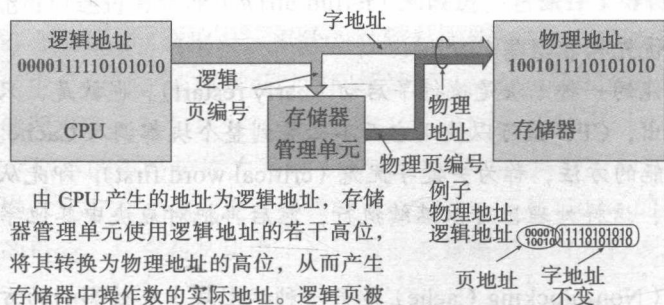 字地址
逻辑地址
0000111110101010
CPU
逻辑
页编号
存储器
管理单元
物理
地址
物理页编号
物理地址
1001011110101010
存储器
由 CPU 产生的地址为逻辑地址，存储
器管理单元使用逻辑地址的若干高位，
将其转换为物理地址的高位，从而产生
存储器中操作数的实际地址。逻辑页被
例子
物理地址
逻辑地址
00001 11110101010
10010 11110101010
页地址
字地址
不变